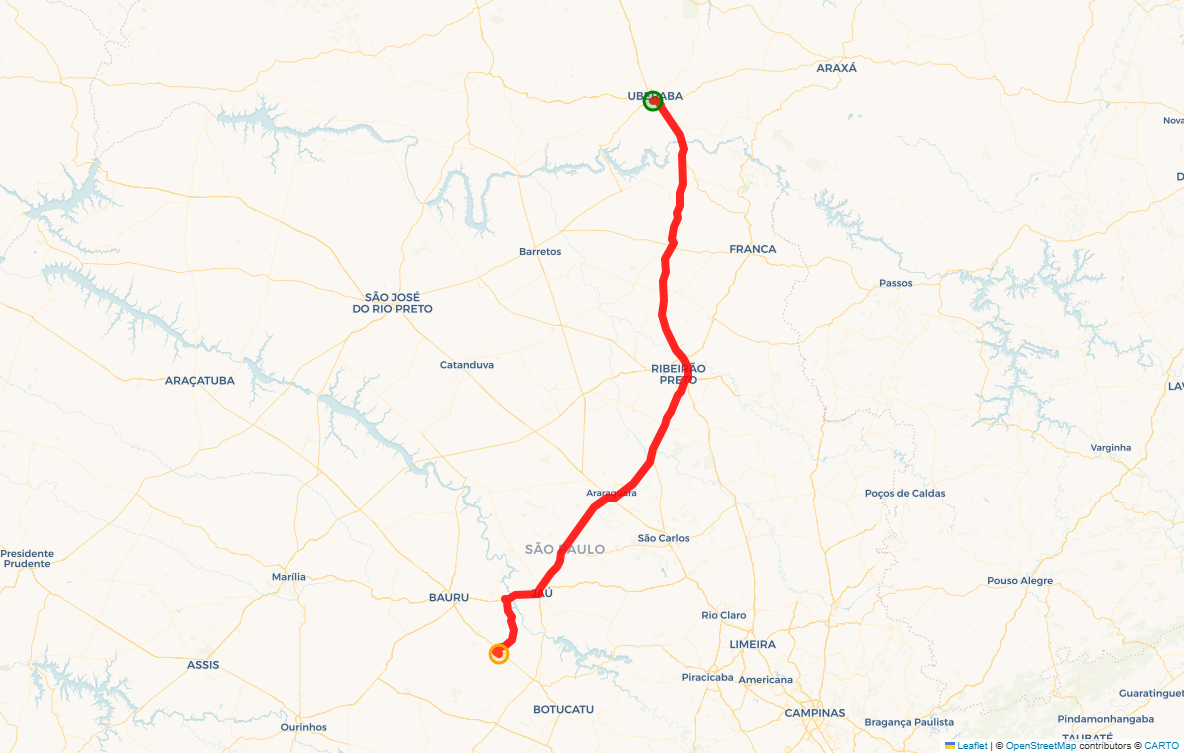 ARAXÁ
UBERABA
Nova
D
Barretos
FRANCA
Passos
SÃO JOSÉ
DO RIO PRETO
Catanduva
RIBEIRÃO
PRETO
ARAÇATUBA
LAV
Varginha
Araraquara
Poços de Caldas
SÃO PAULO
São Carlos
Presidente
Prudente
Marília
Pouso Alegre
BAURU
JAÚ
Rio Claro
LIMEIRA
ASSIS
Piracicaba
Americana
Guaratinguet
BOTUCATU
CAMPINAS
Ourinhos
Bragança Paulista
Pindamonhangaba
TAUBATÉ
Leaflet | © OpenStreetMap contributors © CARTO